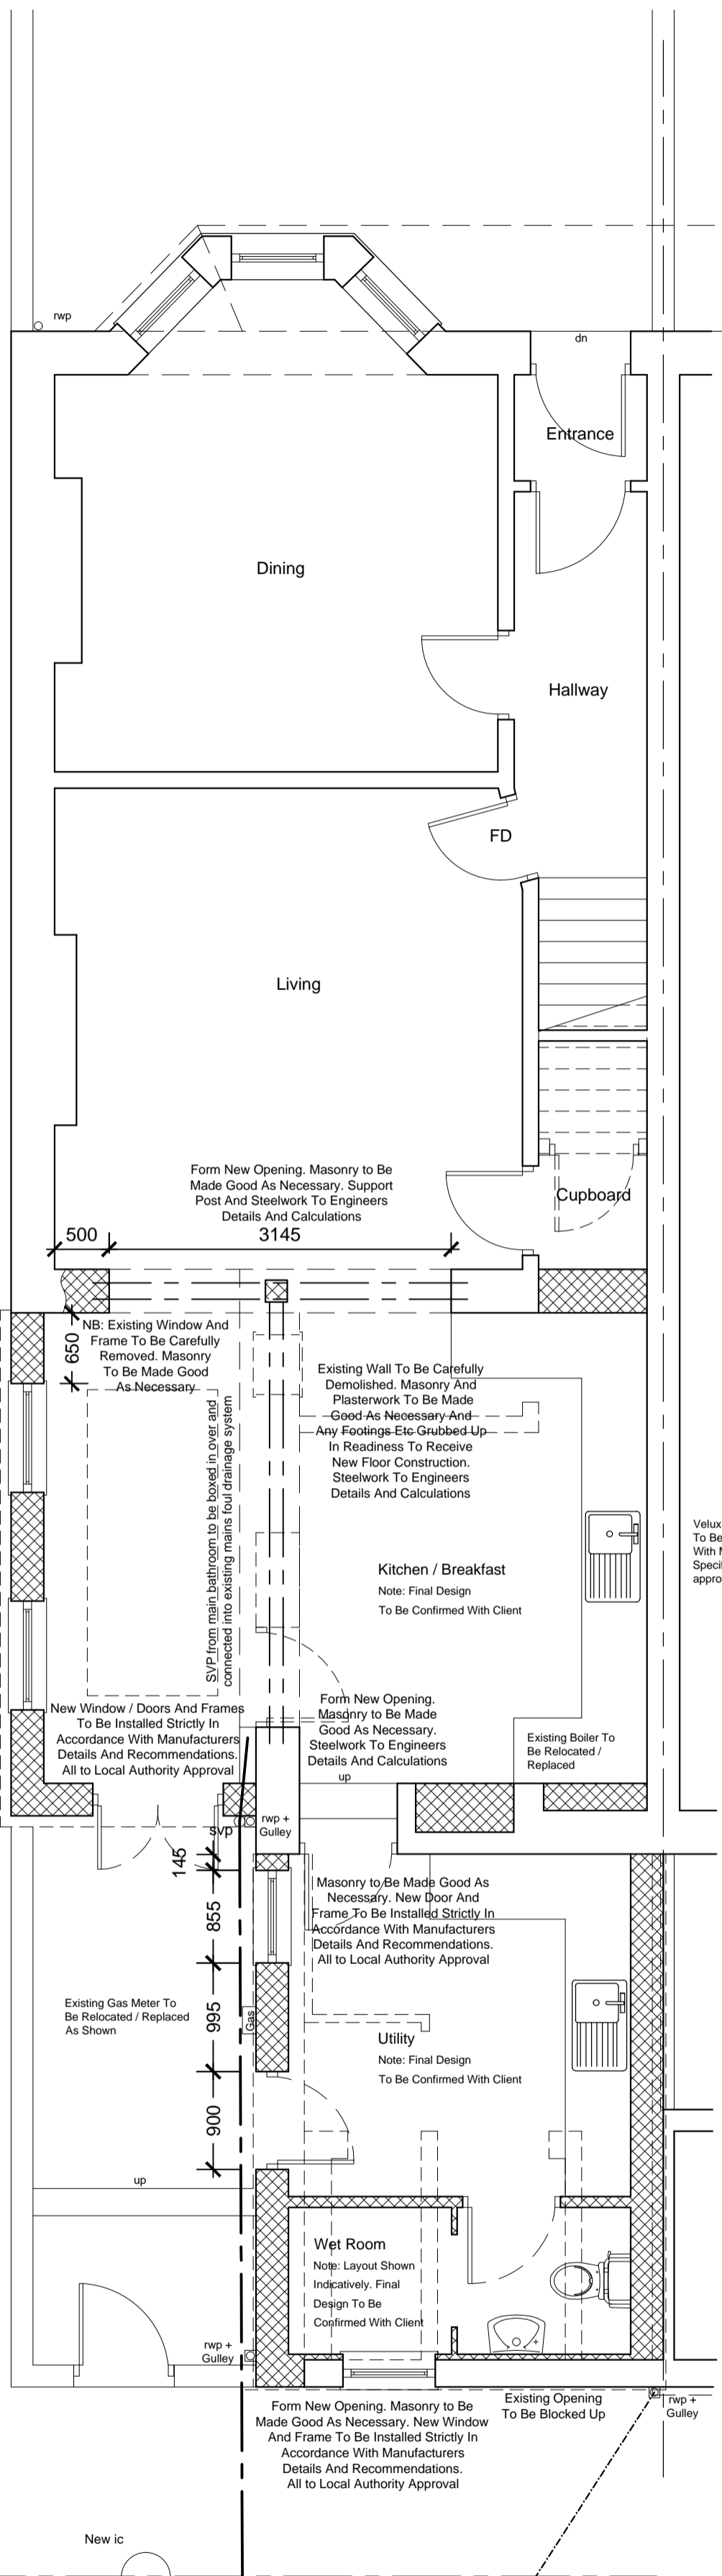 rwp
dn
Entrance
Dining
Hallway
FD
Living
Form New Opening. Masonry to Be
Made Good As Necessary. Support
Post And Steelwork To Engineers
Details And Calculations
Cupboard
500
3145
650
NB: Existing Window And
Frame To Be Carefully
Removed. Masonry
To Be Made Good
As Necessary
Existing Wall To Be Carefully
Demolished. Masonry And
Plasterwork To Be Made
Good As Necessary And
Any Footings Etc Grubbed Up
In Readiness To Receive
New Floor Construction.
Steelwork To Engineers
Details And Calculations
SVP from main bathroom to be boxed in over and
connected into existing mains foul drainage system
Velux
To Be
With
Kitchen / Breakfast
Note: Final Design
To Be Confirmed With Client
New Window / Doors And Frames
To Be Installed Strictly In
Accordance With Manufacturers
Details And Recommendations.
All to Local Authority Approval
Form New Opening.
Masonry to Be Made
Good As Necessary.
Steelwork To Engineers
Details And Calculations
Existing Boiler To
Be Relocated /
Replaced
up
svp
rwp +
Gulley
145
855
995
900
Masonry to Be Made Good As
Necessary. New Door And
Frame To Be Installed Strictly In
Accordance With Manufacturers
Details And Recommendations.
All to Local Authority Approval
Existing Gas Meter To
Be Relocated / Replaced
As Shown
Gas
Utility
Note: Final Design
To Be Confirmed With Client
up
Wet Room
Note: Layout Shown
Indicatively. Final
Design To Be
Confirmed With Client
rwp +
Gulley
Form New Opening. Masonry to Be
Made Good As Necessary. New Window
And Frame To Be Installed Strictly In
Accordance With Manufacturers
Details And Recommendations.
All to Local Authority Approval
Existing Opening
To Be Blocked Up
rwp +
Gulley
New ic